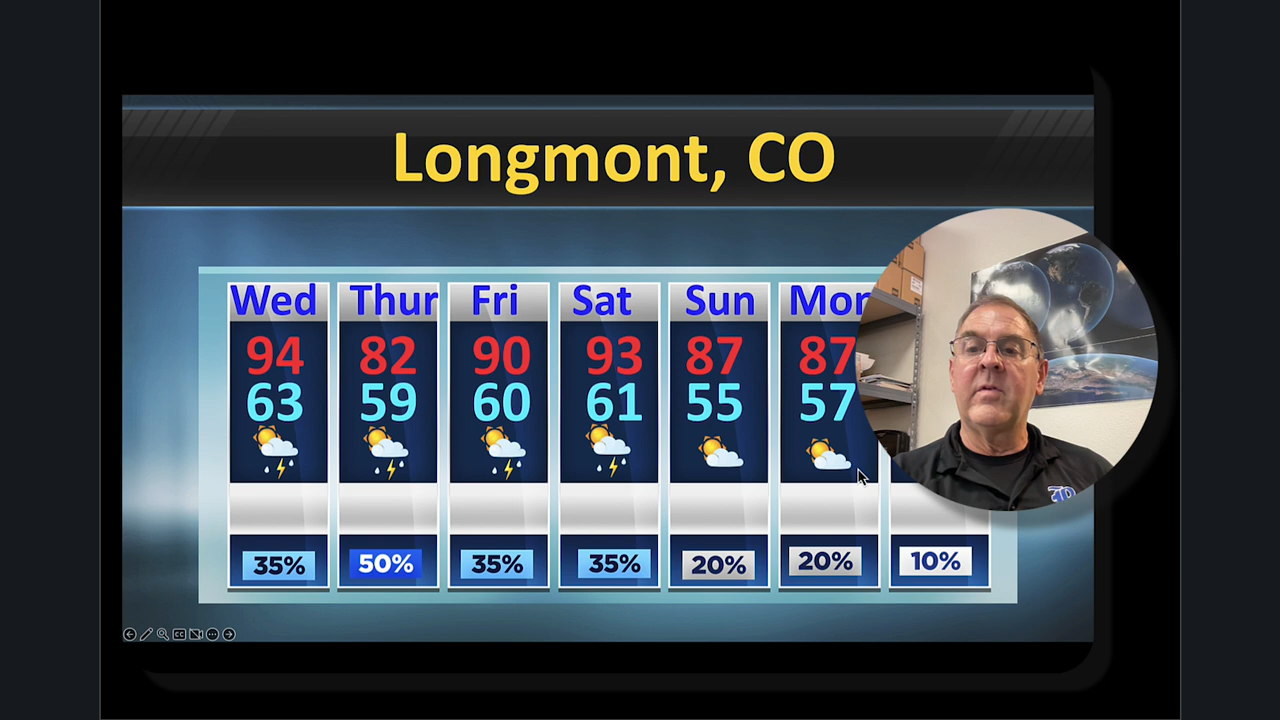 Longmont, CO
Wed Thur Fri Sat Sun Mon
94 82 90 93 87 87
63 59 60 61 55 57
35% 50% 35% 35% 20% 20% 10%